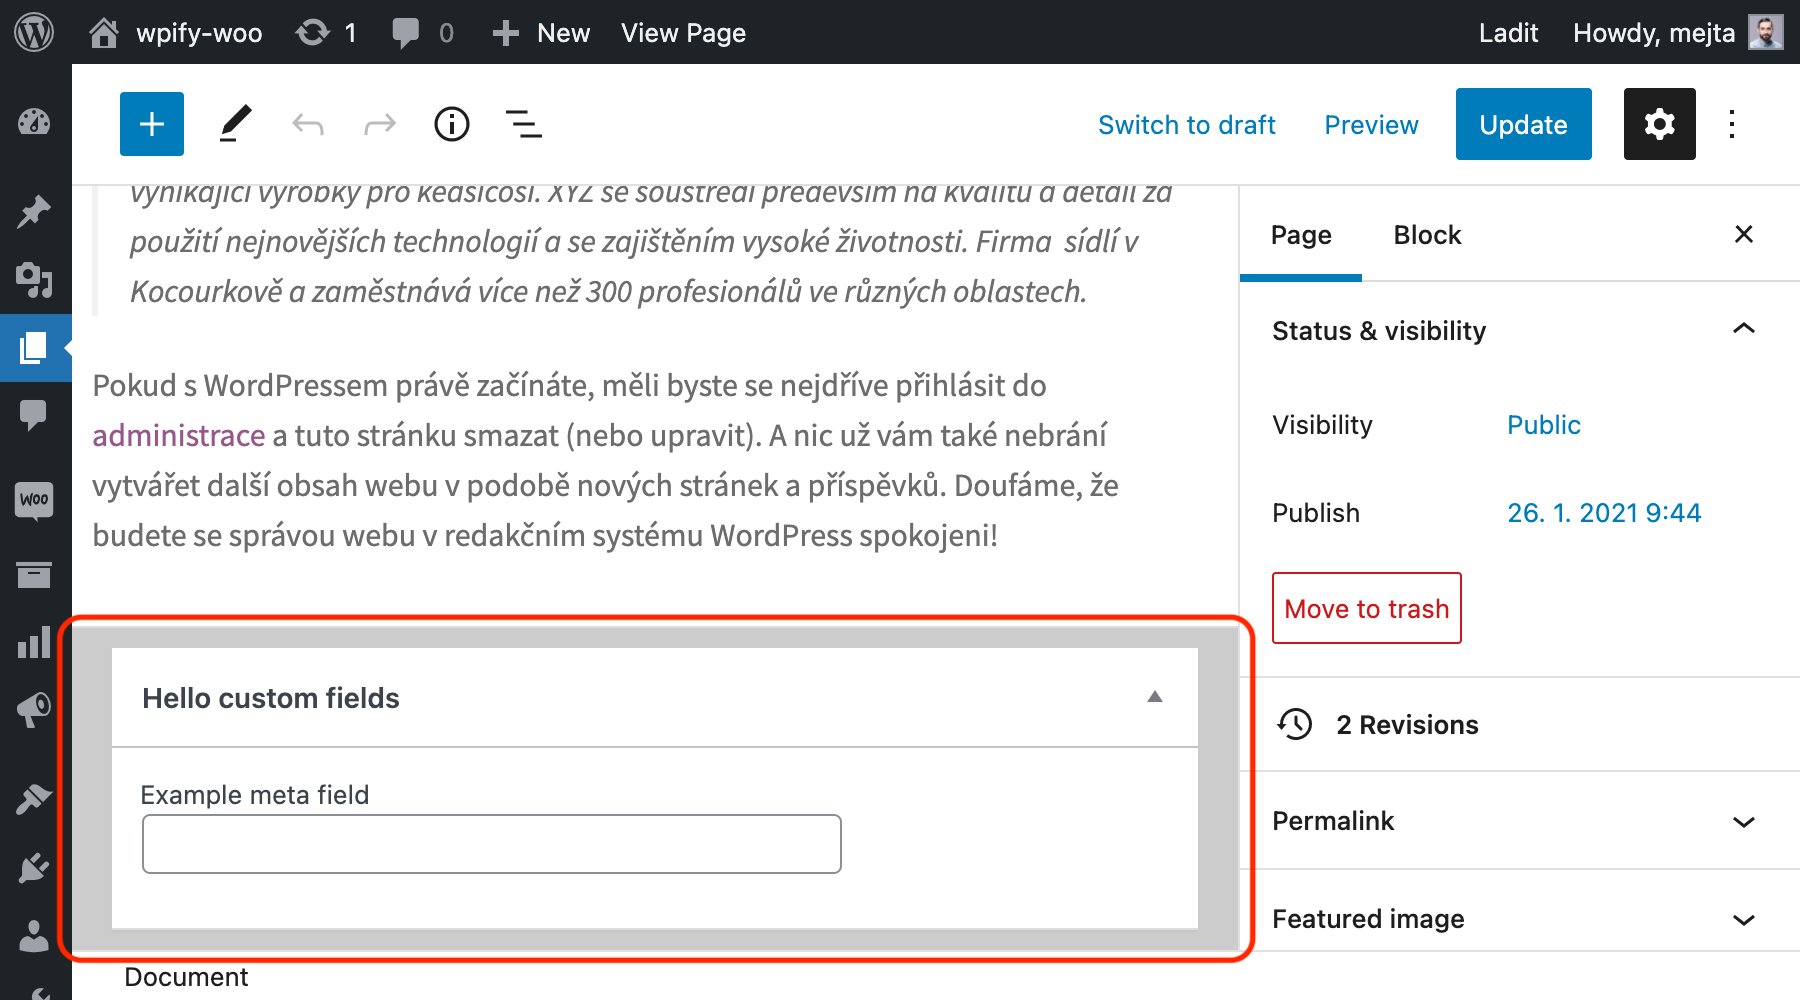 wpify-woo 1 0 New View Page Ladit Howdy, mejta
Switch to draft Preview Update
vynikající výrobky pro kdesicosi. XYZ se soustředí především na kvalitu a detail za
použití nejnovějších technologií a se zajištěním vysoké životnosti. Firma sídlí v
Kocourkově a zaměstnává více než 300 profesionálů ve různých oblastech.
Pokud s WordPressem právě začínáte, měli byste se nejdříve přihlásit do
administrace a tuto stránku smazat (nebo upravit). A nic už vám také nebrání
vytvářet další obsah webu v podobě nových stránek a příspěvků. Doufáme, že
budete se správou webu v redakčním systému WordPress spokojeni!
Woo
Hello custom fields
Example meta field
Document
Page Block
Status & visibility
Visibility Public
Publish 26. 1. 2021 9:44
Move to trash
2 Revisions
Permalink
Featured image